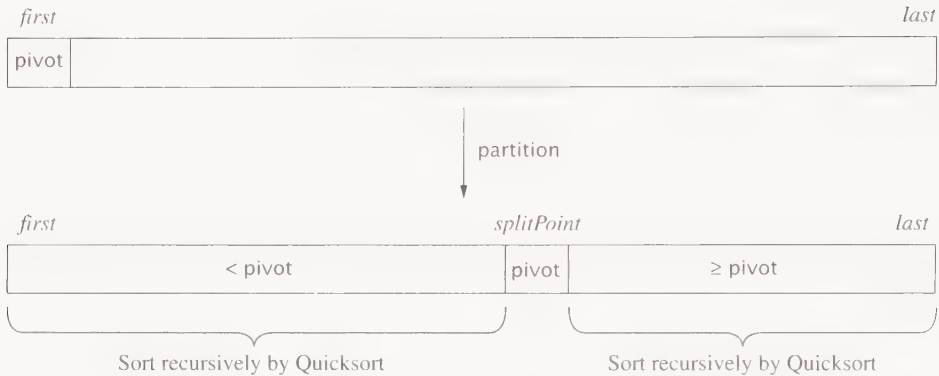 first last
pivot
partition
first splitPoint last
< pivot pivot ≥ pivot
Sort recursively by Quicksort Sort recursively by Quicksort